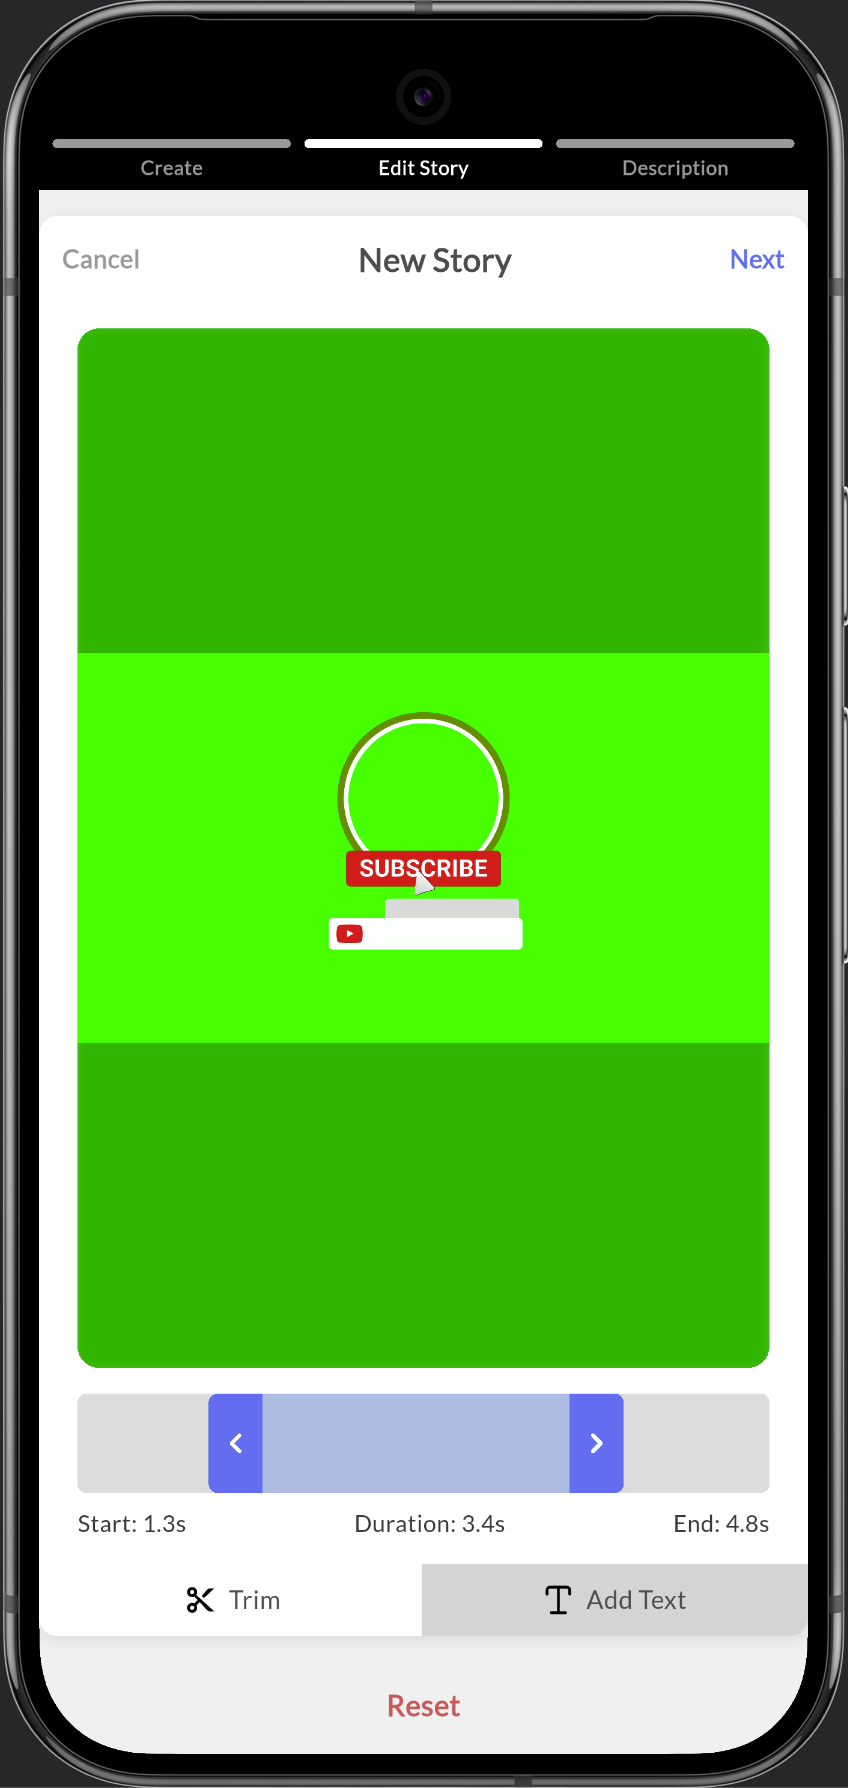 Create
Edit Story
Description
Cancel
New Story
Next
SUBSCRIBE
Start: 1.3s
Duration: 3.4s
End: 4.8s
Trim
Add Text
Reset